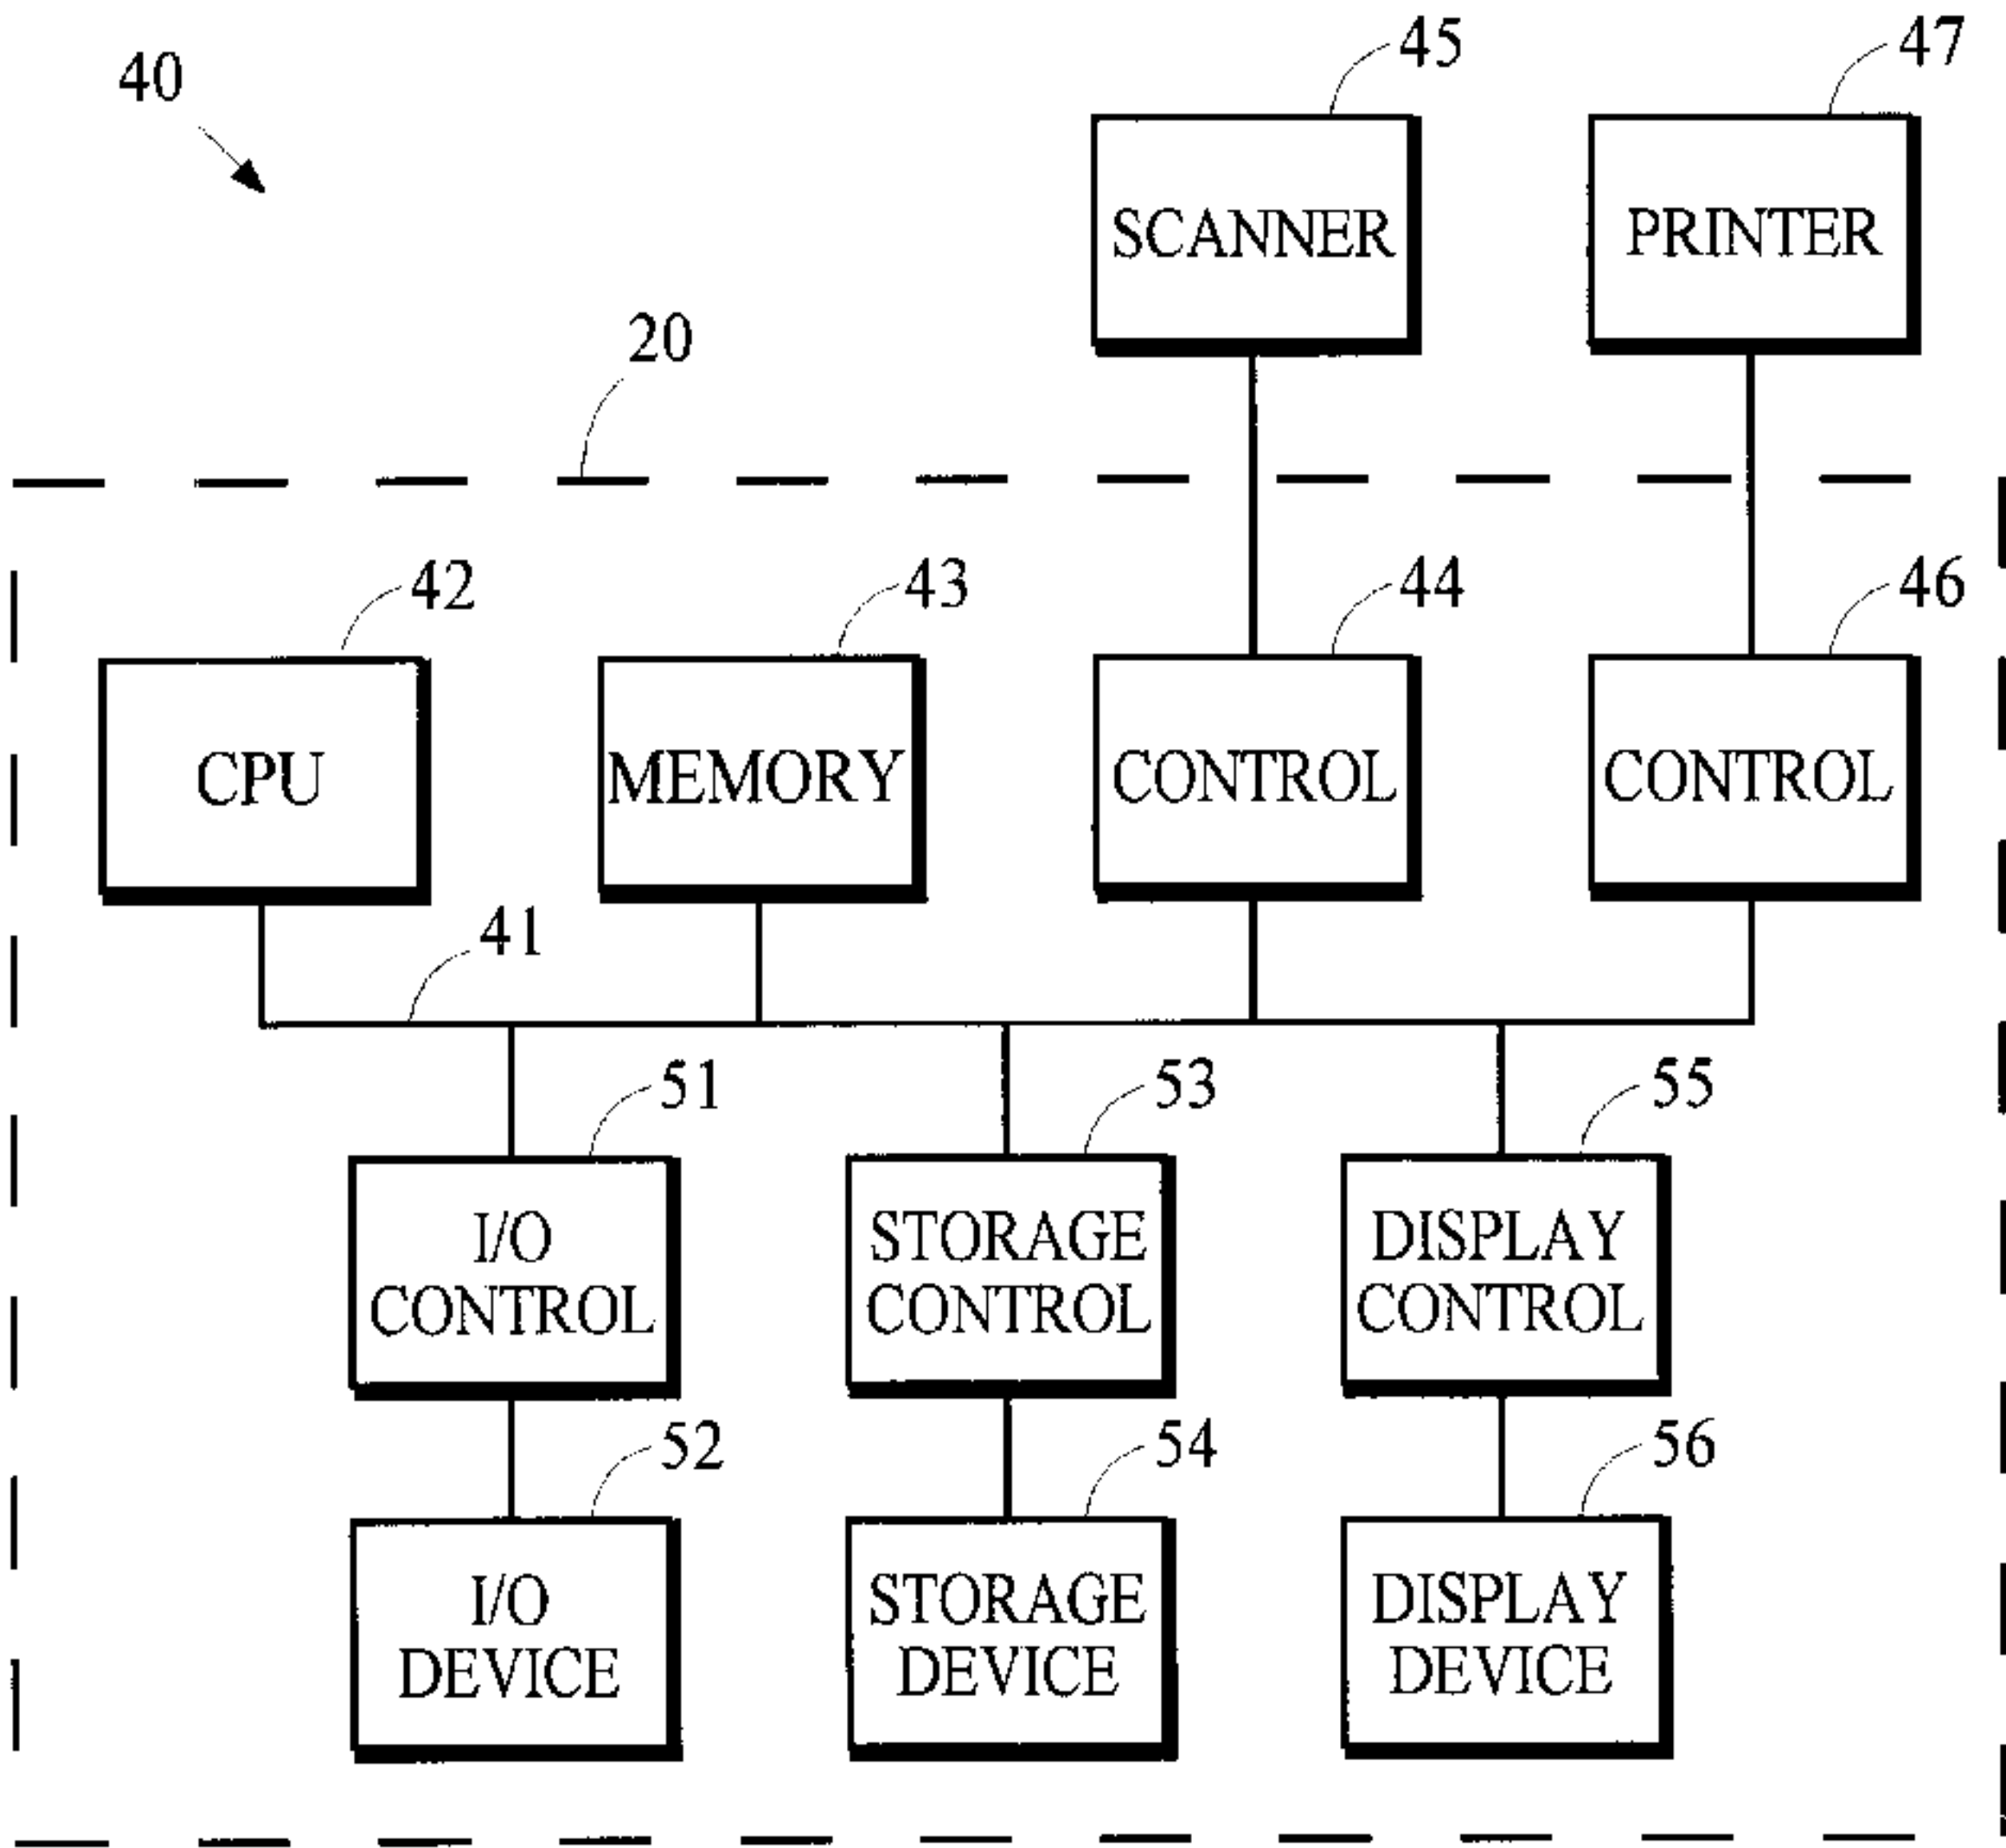 40
45
47
SCANNER
PRINTER
20
42
43
44
46
CPU
MEMORY
CONTROL
CONTROL
41
51
53
55
I/O
CONTROL
STORAGE
CONTROL
DISPLAY
CONTROL
52
54
56
I/O
DEVICE
STORAGE
DEVICE
DISPLAY
DEVICE